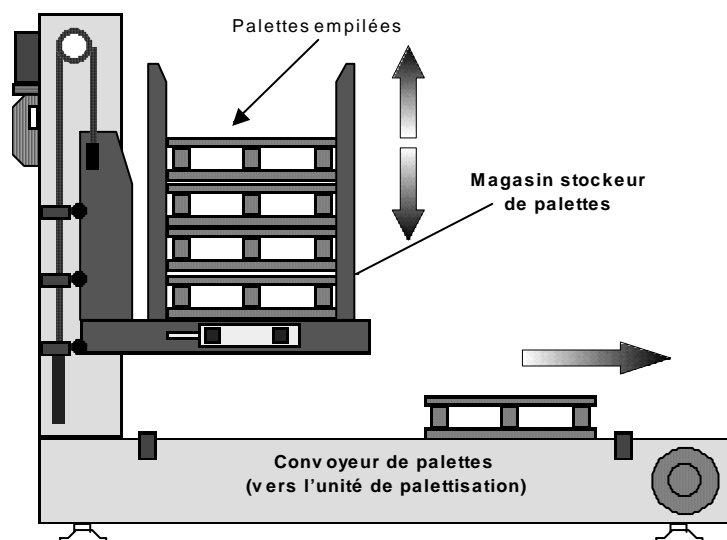 Palettes empilées
Magasin stockeur
de palettes
Convoyeur de palettes
(vers l'unité de palettisation)